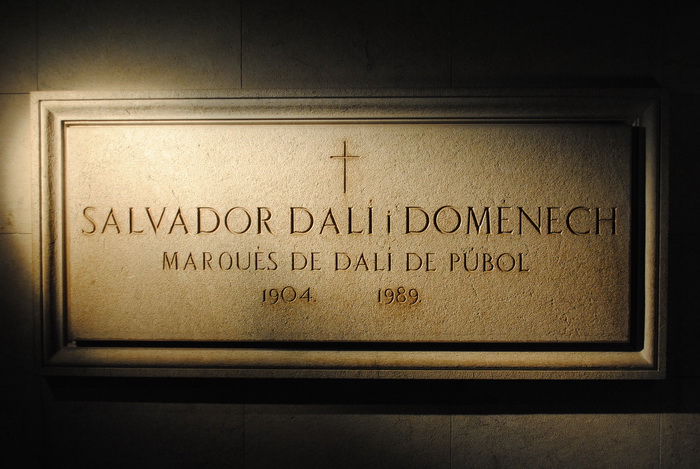 SALVADOR DALÍ i DOMÈNECH
MARQUÈS DE DALÍ DE PÚBOL
1904. 1989.